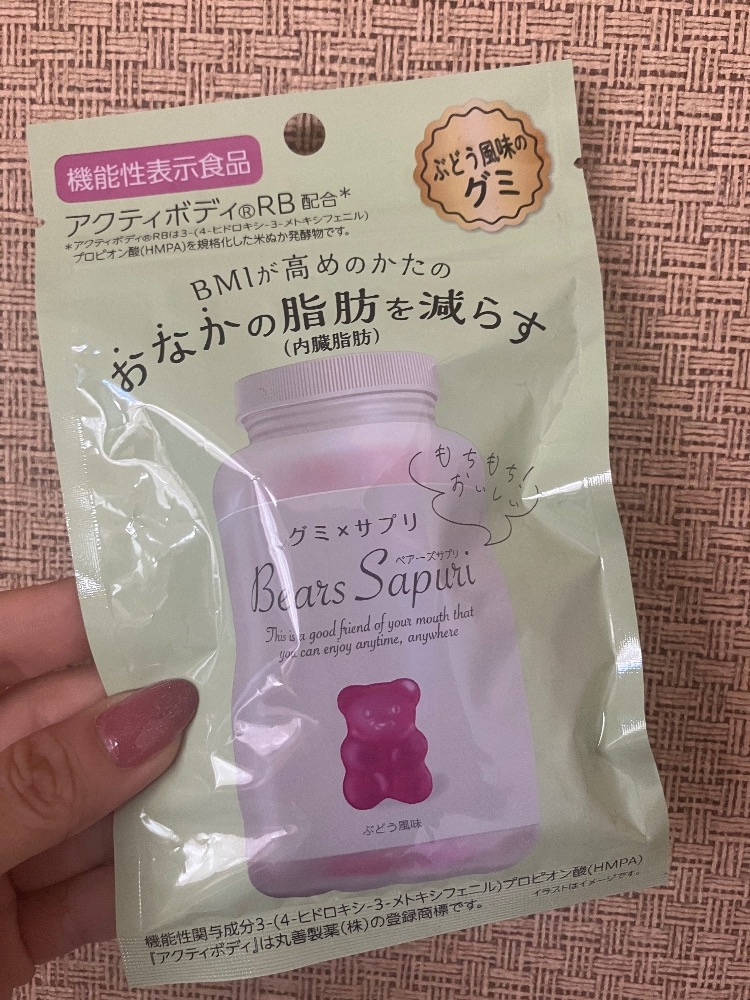 機能性表示食品
ぶどう風味の
グミ
アクティボディ®RB 配合*
*アクティボディ®RBは3-(4-ヒドロキシ-3-メトキシフェニル)
プロピオン酸(HMPA)を規格化した米ぬか発酵物です。
BMIが高めのかたの
おなかの脂肪を減らす
(内臓脂肪)
もちもち!
おいしい
グミ×サプリ
ベアーズサプリ
Bears Sapuri
This is a good friend of your mouth that
you can enjoy anytime, anywhere
ぶどう風味
機能性関与成分3-(4-ヒドロキシ-3-メトキシフェニル)プロピオン酸(HMPA)
『アクティボディ』は丸善製薬(株)の登録商標です。
イラストはイメージです。